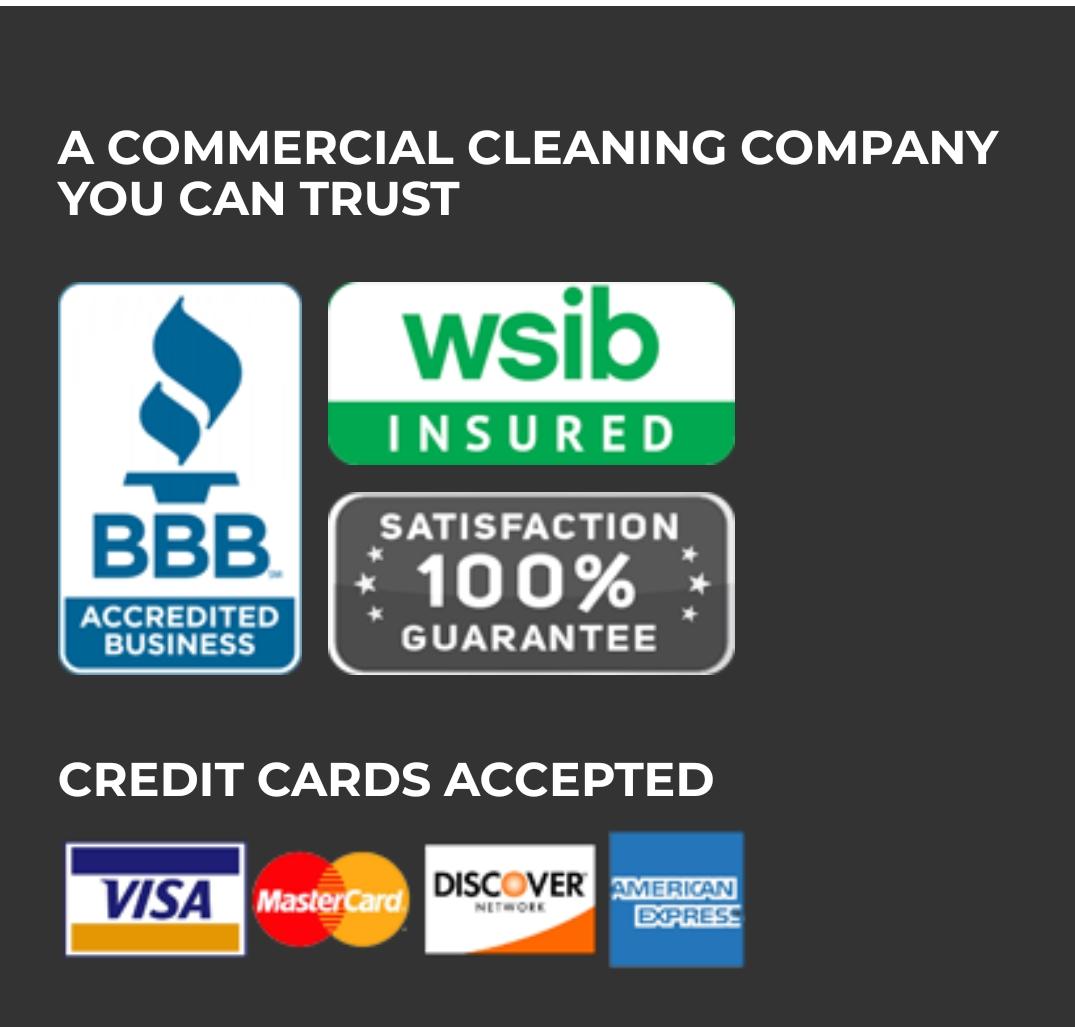 A COMMERCIAL CLEANING COMPANY
YOU CAN TRUST
BBB
ACCREDITED
BUSINESS
wsib
INSURED
SATISFACTION
100%
GUARANTEE
CREDIT CARDS ACCEPTED
VISA
MasterCard
DISCOVER
NETWORK
AMERICAN
EXPRESS